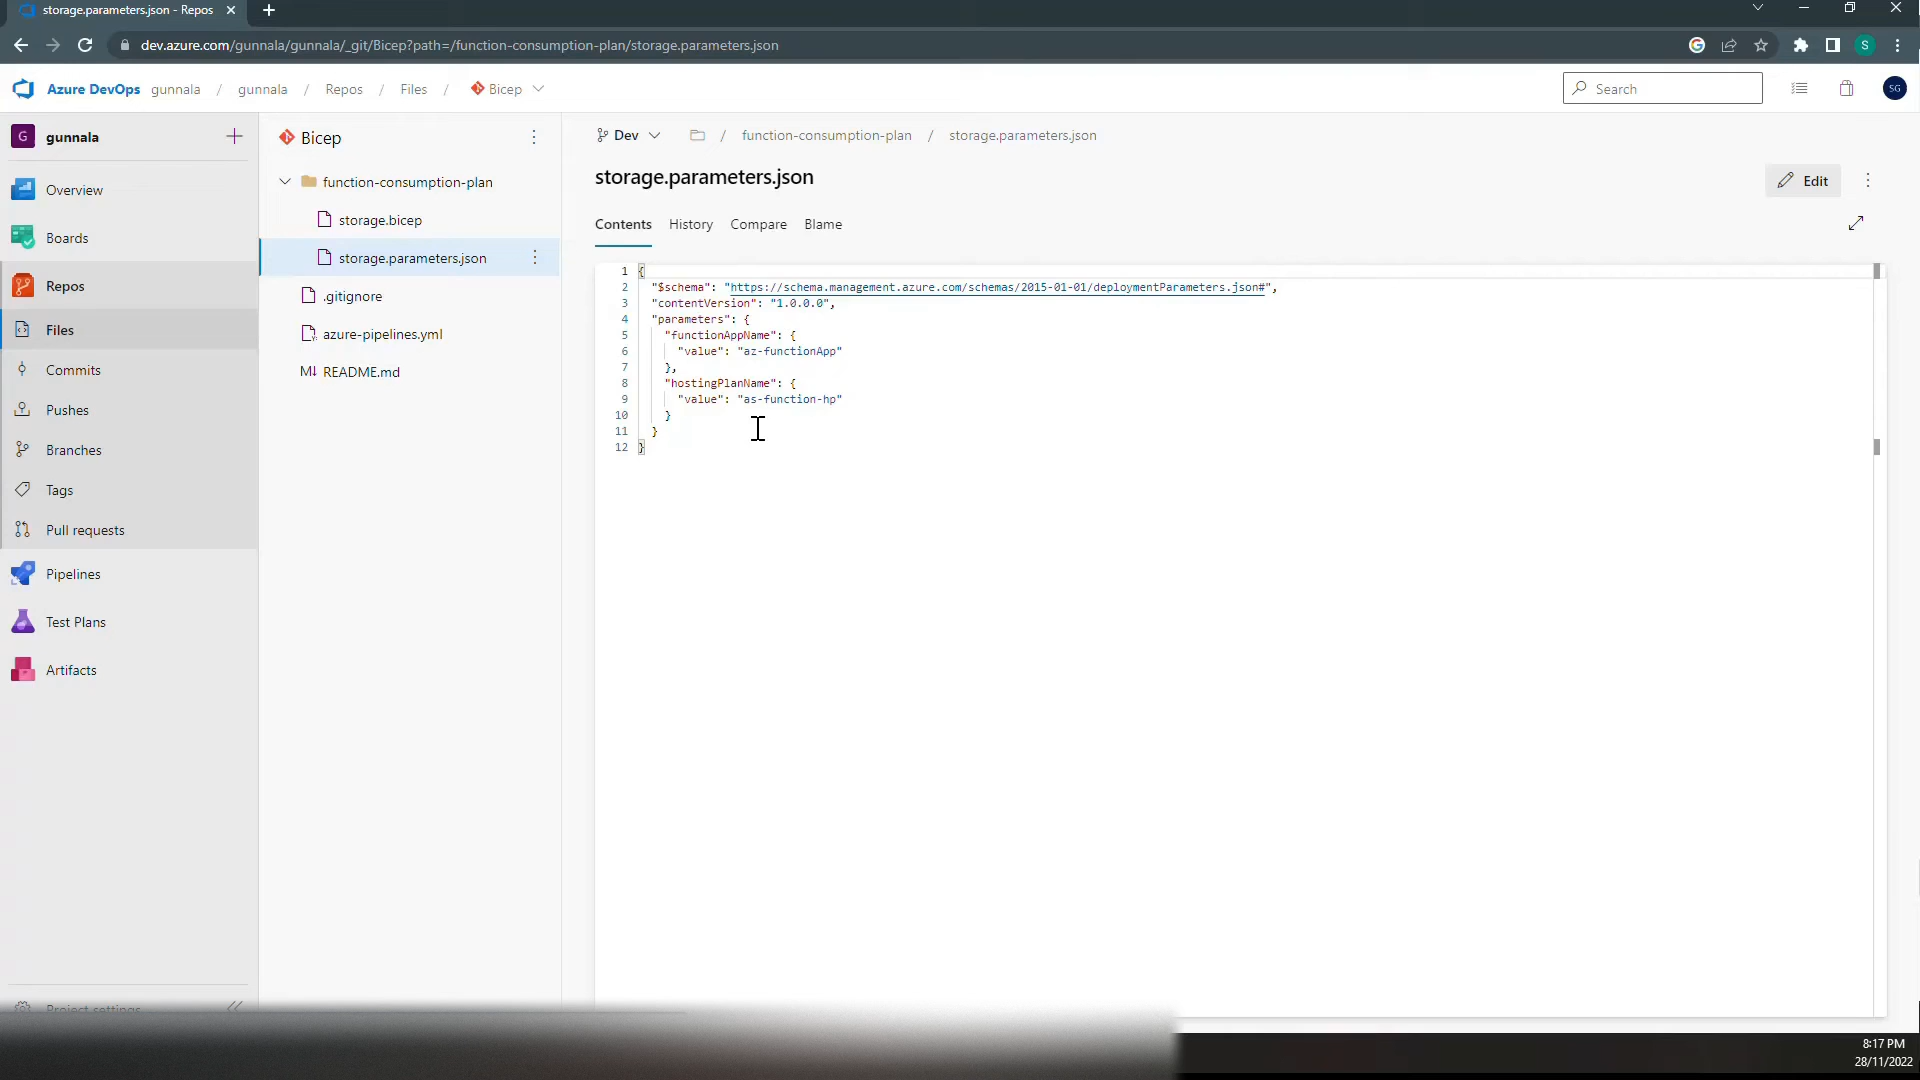 storage.parameters.json - Repos
dev.azure.com/gunnala/gunnala/_git/Bicep?path=/function-consumption-plan/storage.parameters.json
S
Azure DevOps gunnala / gunnala / Repos / Files / Bicep
Search
SG
G gunnala
Overview
Boards
Repos
Files
Commits
Pushes
Branches
Tags
Pull requests
Pipelines
Test Plans
Artifacts
Project settings
Bicep
function-consumption-plan
storage.bicep
storage.parameters.json
.gitignore
azure-pipelines.yml
README.md
Dev / function-consumption-plan / storage.parameters.json
storage.parameters.json
Edit
Contents History Compare Blame
1 {
2 "$schema": "https://schema.management.azure.com/schemas/2015-01-01/deploymentParameters.json#",
3 "contentVersion": "1.0.0.0",
4 "parameters": {
5 "functionAppName": {
6 "value": "az-functionApp"
7 },
8 "hostingPlanName": {
9 "value": "as-function-hp"
10 }
11 }
12 }
8:17 PM
28/11/2022